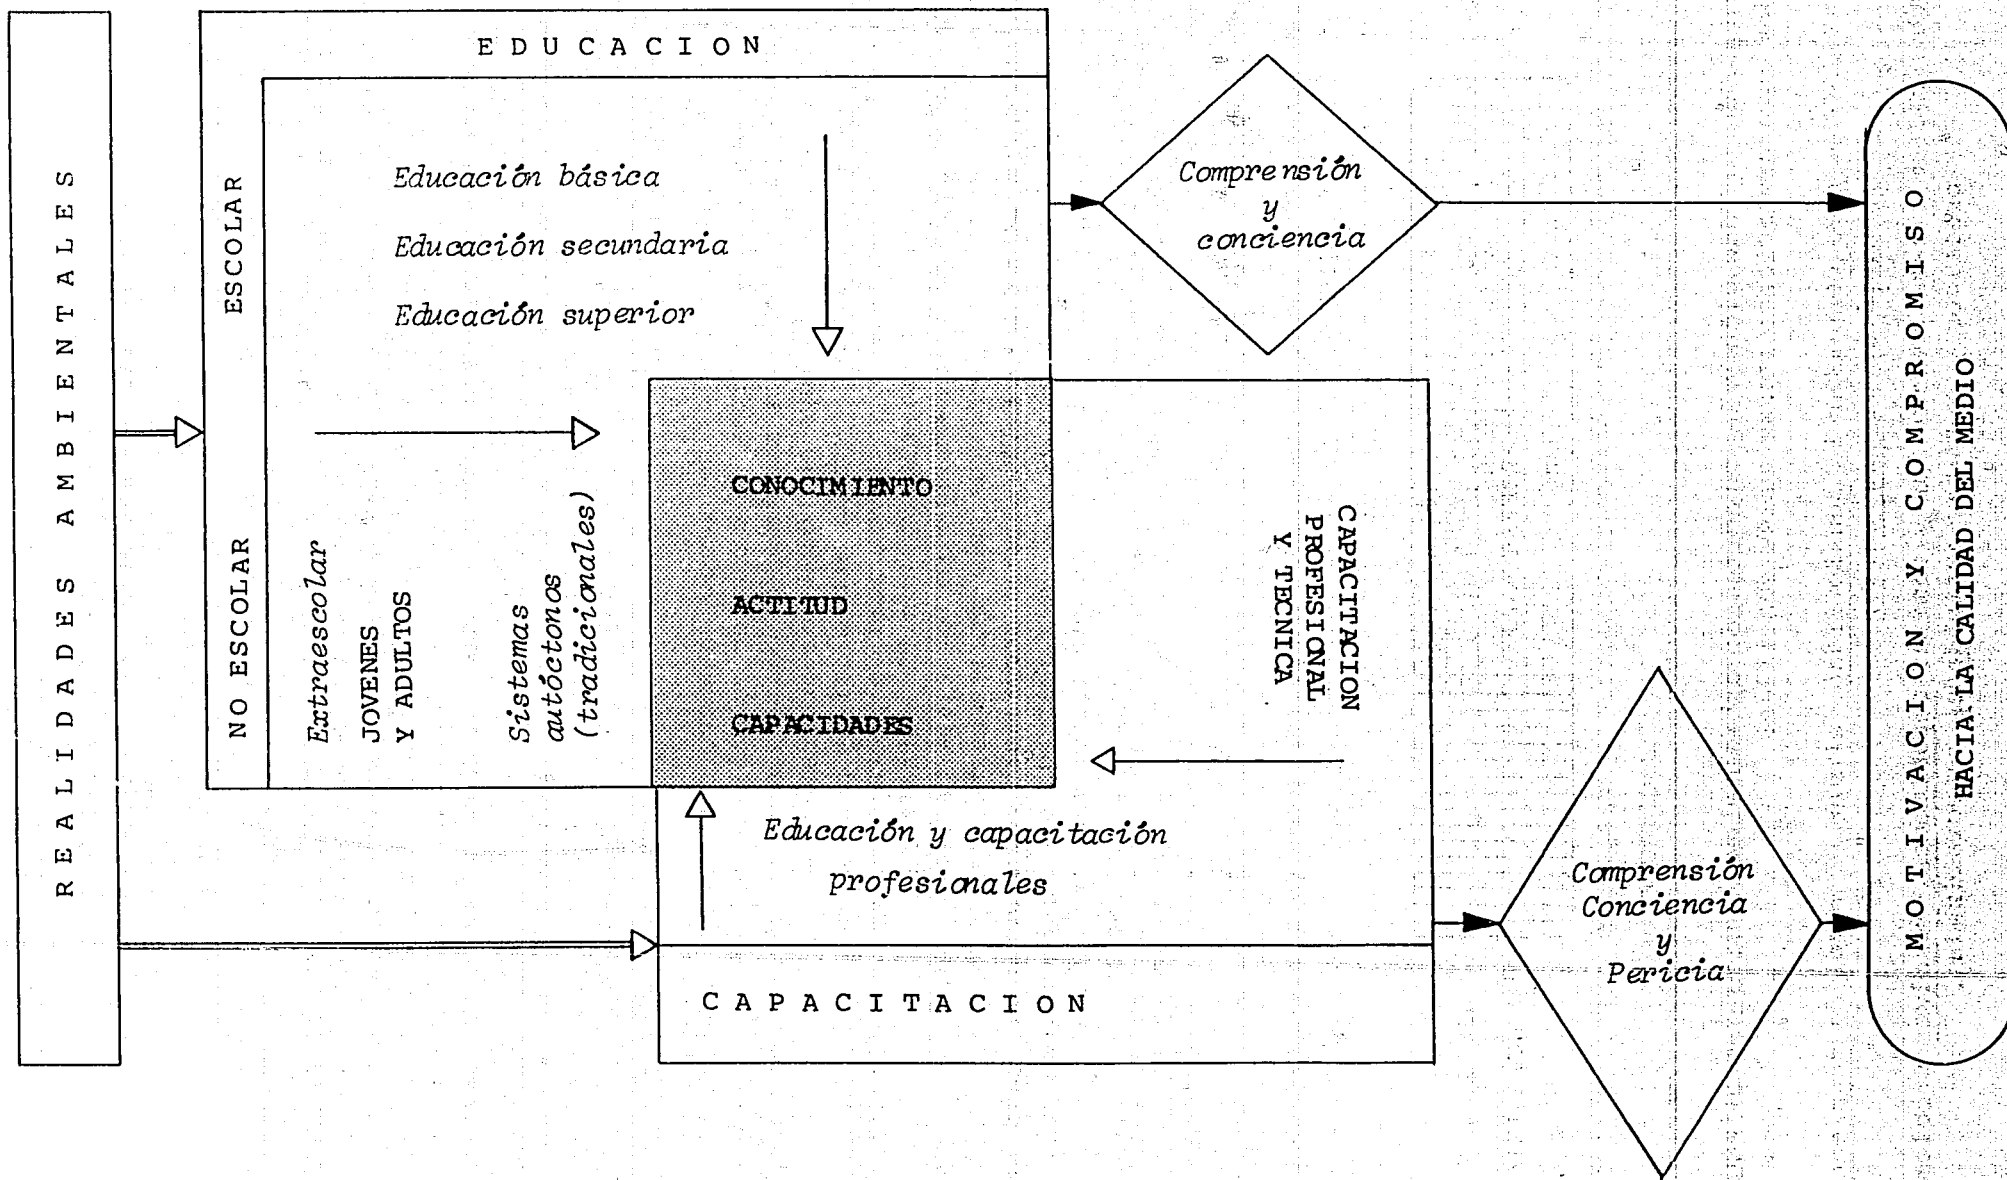 REALIDADES AMBIENTALES
EDUCACION
ESCOLAR
NO ESCOLAR
Educación básica
Educación secundaria
Educación superior
Extraescolar
JOVENES
Y ADULTOS
Sistemas
autóctonos
(tradicionales)
CONOCIMIENTO
ACTITUD
CAPACIDADES
CAPACITACION
PROFESIONAL
Y TECNICA
Educación y capacitación
profesionales
CAPACITACION
Comprensión
y
conciencia
Comprensión
Conciencia
y
Pericia
MOTIVACION Y COMPROMISO
HACIA LA CALIDAD DEL MEDIO